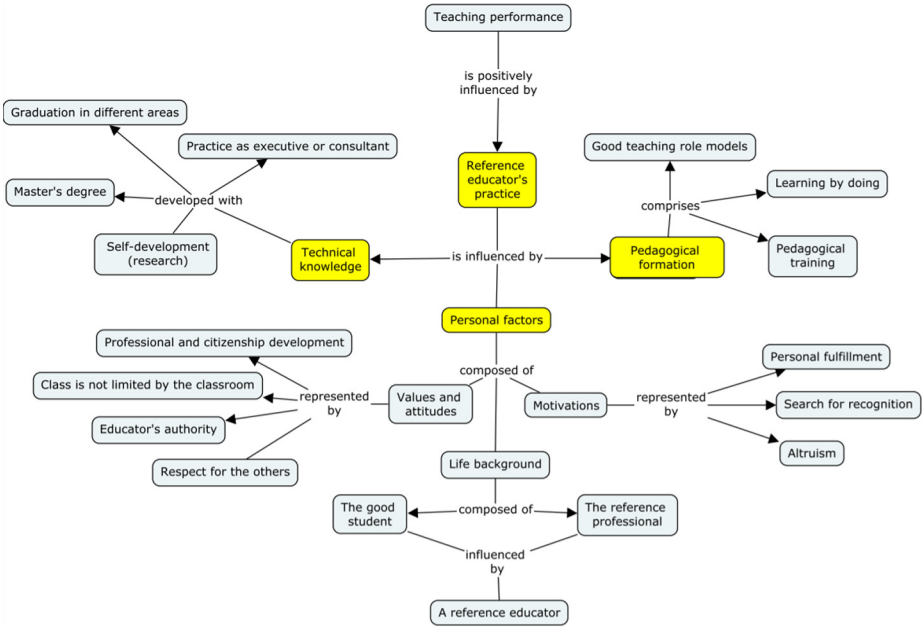 Teaching performance
is positively
influenced by
Graduation in different areas
Practice as executive or consultant
Good teaching role models
Reference
educator's
practice
Master's degree
developed with
Learning by doing
comprises
Self-development
(research)
Technical
knowledge
is influenced by
Pedagogical
formation
Pedagogical
training
Personal factors
Professional and citizenship development
Class is not limited by the classroom
Educator's authority
Respect for the others
represented
by
Values and
attitudes
composed of
Motivations
represented
by
Personal fulfillment
Search for recognition
Altruism
Life background
The good
student
composed of
The reference
professional
influenced
by
A reference educator